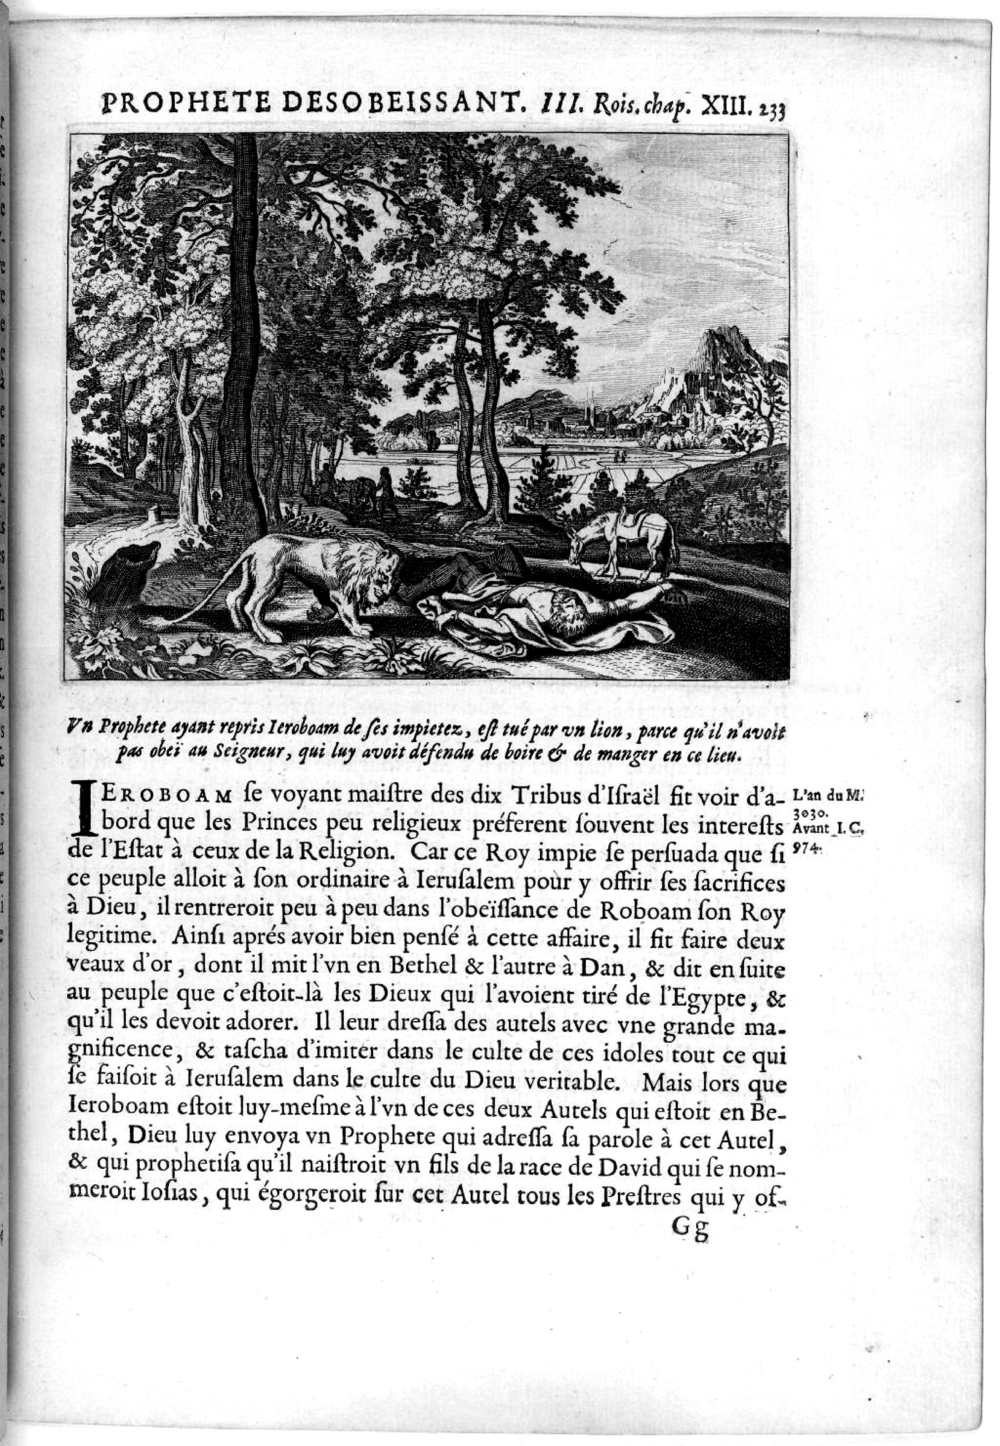 PROPHETE DESOBEISSANT. III. Rois. chap. XIII. 233
Vn Prophete ayant repris Ieroboam de ſes impietez, eſt tué par vn lion, parce qu'il n'avoit
pas obeï au Seigneur, qui luy avoit défendu de boire & de manger en ce lieu.
IEROBOAM ſe voyant maiſtre des dix Tribus d'Iſraël fit voir d'a-
bord que les Princes peu religieux préferent ſouvent les intereſts
de l'Eſtat à ceux de la Religion. Car ce Roy impie ſe perſuada que ſi
ce peuple alloit à ſon ordinaire à Ieruſalem pour y offrir ſes ſacrifices
à Dieu, il rentreroit peu à peu dans l'obeïſſance de Roboam ſon Roy
legitime. Ainſi aprés avoir bien penſé à cette affaire, il fit faire deux
veaux d'or, dont il mit l'vn en Bethel & l'autre à Dan, & dit en ſuite
au peuple que c'eſtoit-là les Dieux qui l'avoient tiré de l'Egypte, &
qu'il les devoit adorer. Il leur dreſſa des autels avec vne grande ma-
gnificence, & taſcha d'imiter dans le culte de ces idoles tout ce qui
ſe faiſoit à Ieruſalem dans le culte du Dieu veritable. Mais lors que
Ieroboam eſtoit luy-meſme à l'vn de ces deux Autels qui eſtoit en Be-
thel, Dieu luy envoya vn Prophete qui adreſſa ſa parole à cet Autel,
& qui prophetiſa qu'il naiſtroit vn fils de la race de David qui ſe nom-
meroit Ioſias, qui égorgeroit ſur cet Autel tous les Preſtres qui y of-
L'an du M.
3030.
Avant I. C.
974.
Gg